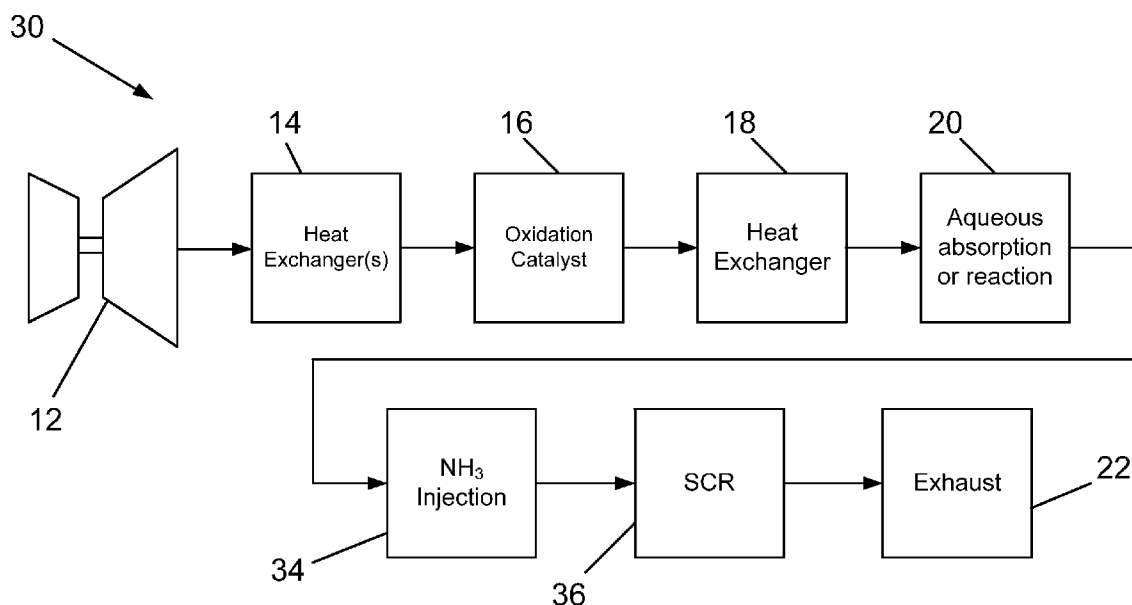 30
14
16
18
20
Heat
Exchanger(s)
Oxidation
Catalyst
Heat
Exchanger
Aqueous
absorption
or reaction
12
NH₃
Injection
SCR
Exhaust
22
34
36